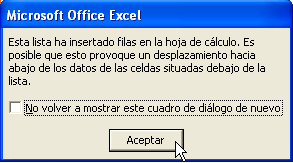 Microsoft Office Excel
Esta lista ha insertado filas en la hoja de cálculo. Es
posible que esto provoque un desplazamiento hacia
abajo de los datos de las celdas situadas debajo de la
lista.
No volver a mostrar este cuadro de diálogo de nuevo
Aceptar